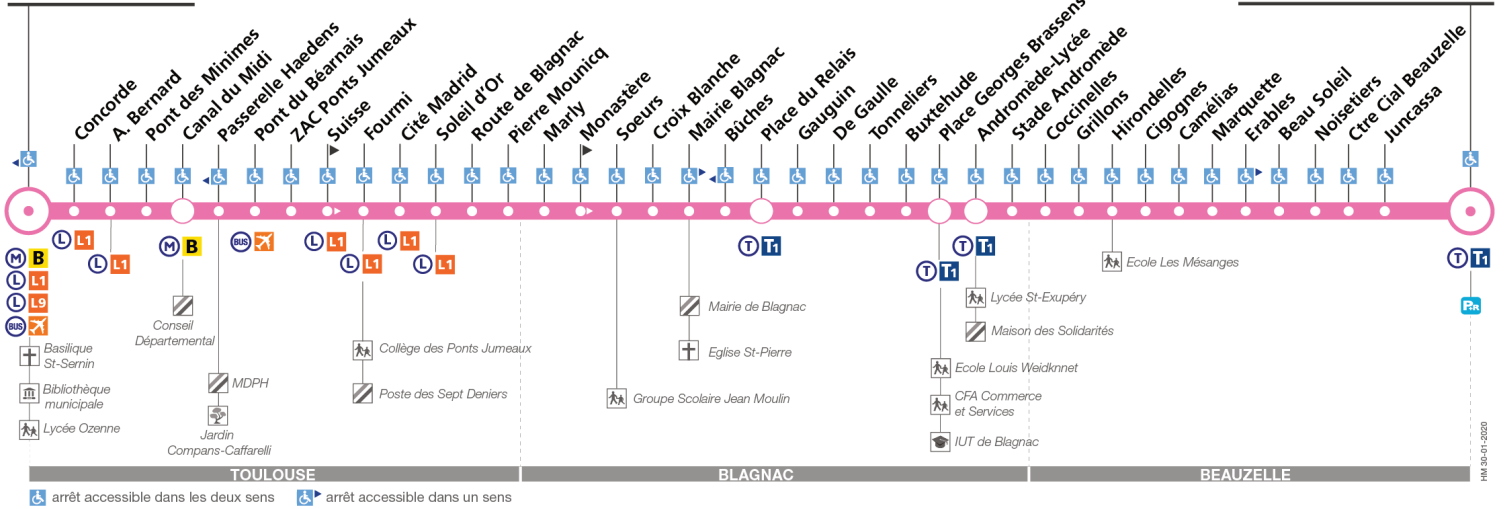 Concorde
A. Bernard
Pont des Minimes
Canal du Midi
Passerelle Haedens
Pont du Béarnais
ZAC Ponts Jumeaux
Suisse
Fourmi
Cité Madrid
Soleil d'Or
Route de Blagnac
Pierre Mounicq
Marly
Monastère
Soeurs
Croix Blanche
Mairie Blagnac
Bûches
Place du Relais
Gauguin
De Gaulle
Tonneliers
Buxtehude
Place Georges Brassens
Andromède-Lycée
Stade Andromède
Coccinelles
Grillons
Hirondelles
Cigognes
Camélias
Marquette
Erables
Beau Soleil
Noisetiers
Ctre Cial Beauzelle
Juncassa
M B
L L1
L L9
BUS
L L1
L L1
M B
BUS
L L1
L L1
L L1
L L1
T T1
T T1
T T1
T T1
P+R
Basilique
St-Sernin
Bibliothèque
municipale
Lycée Ozenne
Conseil
Départemental
MDPH
Jardin
Compans-Caffarelli
Collège des Ponts Jumeaux
Poste des Sept Deniers
Groupe Scolaire Jean Moulin
Mairie de Blagnac
Eglise St-Pierre
Ecole Louis Weidknnet
CFA Commerce
et Services
IUT de Blagnac
Lycée St-Exupéry
Maison des Solidarités
Ecole Les Mésanges
HM 30-01-2020
TOULOUSE
BLAGNAC
BEAUZELLE
arrêt accessible dans les deux sens
arrêt accessible dans un sens